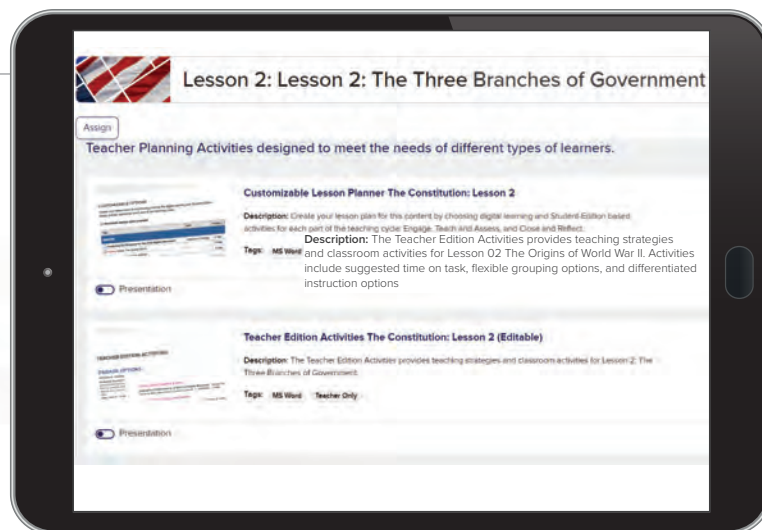 Lesson 2: Lesson 2: The Three Branches of Government
Assign
Teacher Planning Activities designed to meet the needs of different types of learners.
Customizable Lesson Planner The Constitution: Lesson 2
Description: Create your lesson plan for this content by choosing digital learning and Student Edition based
activities for each part of the teaching cycle: Engage, Teach and Assess, and Close and Reflect.
Tags: MS Word
Description: The Teacher Edition Activities provides teaching strategies
and classroom activities for Lesson 02 The Origins of World War II. Activities
include suggested time on task, flexible grouping options, and differentiated
instruction options
Presentation
TEACHER EDITION ACTIVITIES
Teacher Edition Activities The Constitution: Lesson 2 (Editable)
Description: The Teacher Edition Activities provides teaching strategies and classroom activities for Lesson 2: The
Three Branches of Government.
Tags: MS Word Teacher Only
Presentation